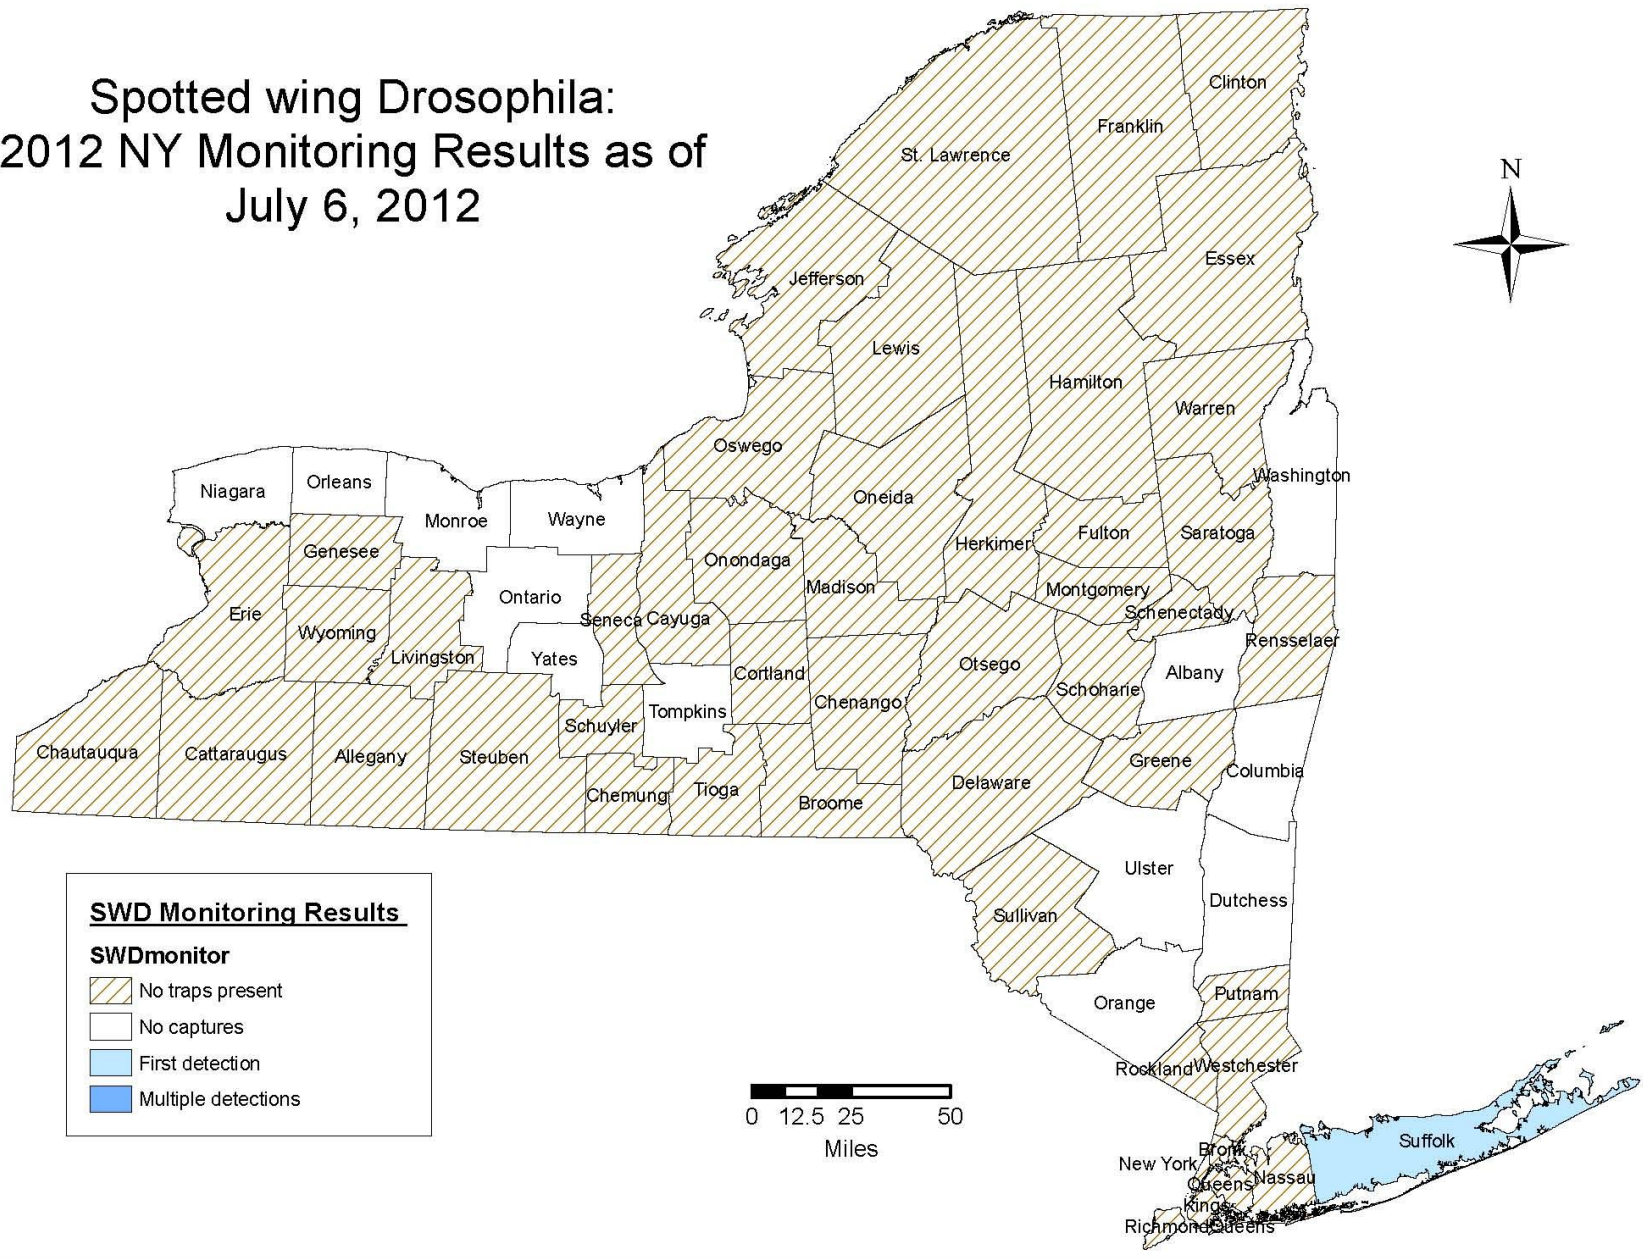 Spotted wing Drosophila:
2012 NY Monitoring Results as of
July 6, 2012
N
Clinton
Franklin
St. Lawrence
Essex
Jefferson
Lewis
Hamilton
Warren
Oswego
Washington
Niagara
Orleans
Monroe
Wayne
Oneida
Genesee
Onondaga
Herkimer
Fulton
Saratoga
Madison
Montgomery
Ontario
Erie
Wyoming
Seneca
Cayuga
Schenectady
Rensselaer
Livingston
Yates
Cortland
Otsego
Albany
Schoharie
Chenango
Tompkins
Schuyler
Chautauqua
Cattaraugus
Allegany
Steuben
Chemung
Tioga
Broome
Delaware
Greene
Columbia
Ulster
Dutchess
Sullivan
Orange
Putnam
Rockland
Westchester
Bronx
New York
Queens
Nassau
Suffolk
Kings
Richmond
Queens
SWD Monitoring Results
SWDmonitor
No traps present
No captures
First detection
Multiple detections
0 12.5 25 50
Miles